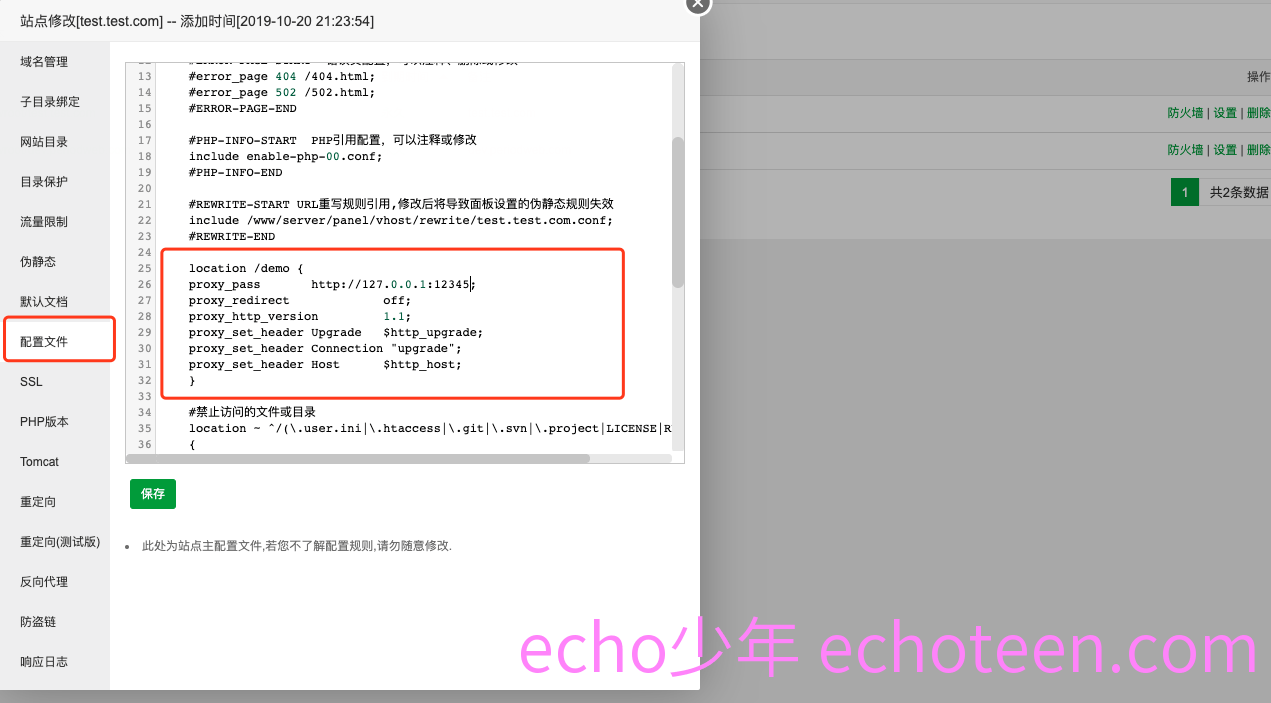 站点修改[test.test.com] -- 添加时间[2019-10-20 21:23:54]
域名管理
子目录绑定
网站目录
目录保护
流量限制
伪静态
默认文档
配置文件
SSL
PHP版本
Tomcat
重定向
重定向(测试版)
反向代理
防盗链
响应日志
13 #error_page 404 /404.html;
14 #error_page 502 /502.html;
15 #ERROR-PAGE-END
16
17 #PHP-INFO-START  PHP引用配置，可以注释或修改
18 include enable-php-00.conf;
19 #PHP-INFO-END
20
21 #REWRITE-START URL重写规则引用,修改后将导致面板设置的伪静态规则失效
22 include /www/server/panel/vhost/rewrite/test.test.com.conf;
23 #REWRITE-END
24
25 location /demo {
26 proxy_pass       http://127.0.0.1:12345;
27 proxy_redirect             off;
28 proxy_http_version         1.1;
29 proxy_set_header Upgrade   $http_upgrade;
30 proxy_set_header Connection "upgrade";
31 proxy_set_header Host      $http_host;
32 }
33
34 #禁止访问的文件或目录
35 location ~ ^/(\.user.ini|\.htaccess|\.git|\.svn|\.project|LICENSE|R
36 {
保存
此处为站点主配置文件,若您不了解配置规则,请勿随意修改.
操作
防火墙 | 设置 | 删除
防火墙 | 设置 | 删除
1 共2条数据
echo少年 echoteen.com